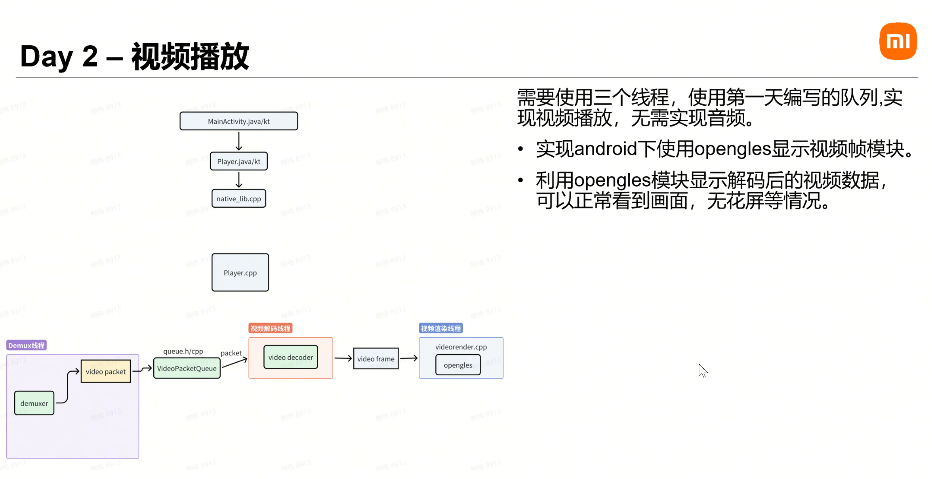 Day 2 – 视频播放
mi
需要使用三个线程，使用第一天编写的队列,实
现视频播放，无需实现音频。
• 实现android下使用opengles显示视频帧模块。
• 利用opengles模块显示解码后的视频数据，
可以正常看到画面，无花屏等情况。
MainActivity.java/kt
Player.java/kt
native_lib.cpp
Player.cpp
Demux线程
video packet
demuxer
queue.h/cpp
VideoPacketQueue
packet
视频解码线程
video decoder
video frame
视频渲染线程
videorender.cpp
opengles